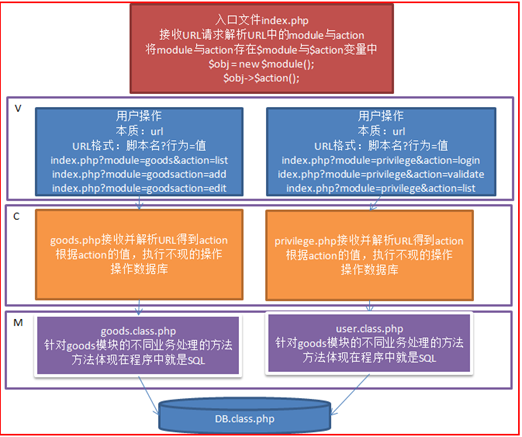 入口文件index.php
接收URL请求解析URL中的module与action
将module与action存在$module与$action变量中
$obj = new $module();
$obj->$action();
V
用户操作
本质：url
URL格式：脚本名?行为=值
index.php?module=goods&action=list
index.php?module=goodsaction=add
index.php?module=goodsaction=edit
用户操作
本质：url
URL格式：脚本名?行为=值
index.php?module=privilege&action=login
idex.php?module=privilege&action=validate
index.php?module=privilege&action=list
C
goods.php接收并解析URL得到action
根据action的值，执行不现的操作
操作数据库
privilege.php接收并解析URL得到action
根据action的值，执行不现的操作
操作数据库
M
goods.class.php
针对goods模块的不同业务处理的方法
方法体现在程序中就是SQL
user.class.php
针对goods模块的不同业务处理的方法
方法体现在程序中就是SQL
DB.class.php